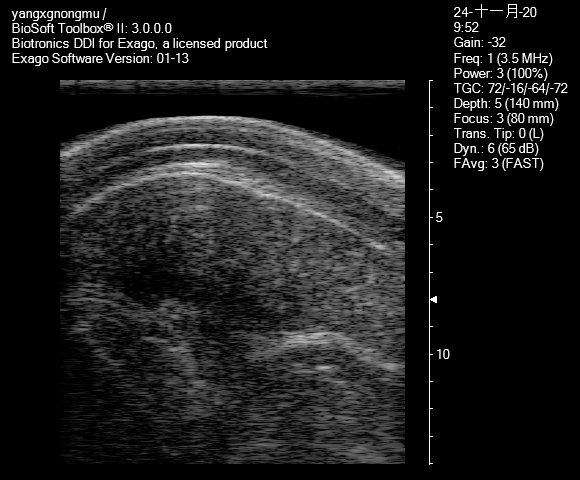 yangxgnongmu /
BioSoft Toolbox® II: 3.0.0.0
Biotronics DDI for Exago, a licensed product
Exago Software Version: 01-13
24-十一月-20
9:52
Gain: -32
Freq: 1 (3.5 MHz)
Power: 3 (100%)
TGC: 72/-16/-64/-72
Depth: 5 (140 mm)
Focus: 3 (80 mm)
Trans. Tip: 0 (L)
Dyn.: 6 (65 dB)
FAvg: 3 (FAST)
5
10